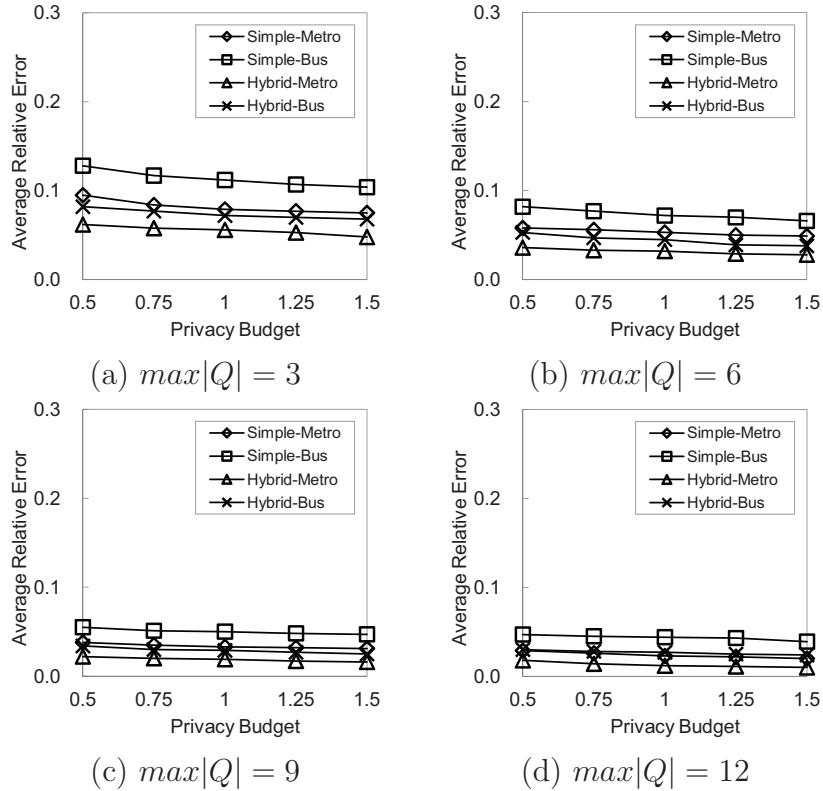 0.3
0.2
0.1
0.0
Average Relative Error
Simple-Metro
Simple-Bus
Hybrid-Metro
Hybrid-Bus
0.5 0.75 1 1.25 1.5
Privacy Budget
(a) max|Q| = 3
0.3
0.2
0.1
0.0
Average Relative Error
Simple-Metro
Simple-Bus
Hybrid-Metro
Hybrid-Bus
0.5 0.75 1 1.25 1.5
Privacy Budget
(b) max|Q| = 6
0.3
0.2
0.1
0.0
Average Relative Error
Simple-Metro
Simple-Bus
Hybrid-Metro
Hybrid-Bus
0.5 0.75 1 1.25 1.5
Privacy Budget
(c) max|Q| = 9
0.3
0.2
0.1
0.0
Average Relative Error
Simple-Metro
Simple-Bus
Hybrid-Metro
Hybrid-Bus
0.5 0.75 1 1.25 1.5
Privacy Budget
(d) max|Q| = 12